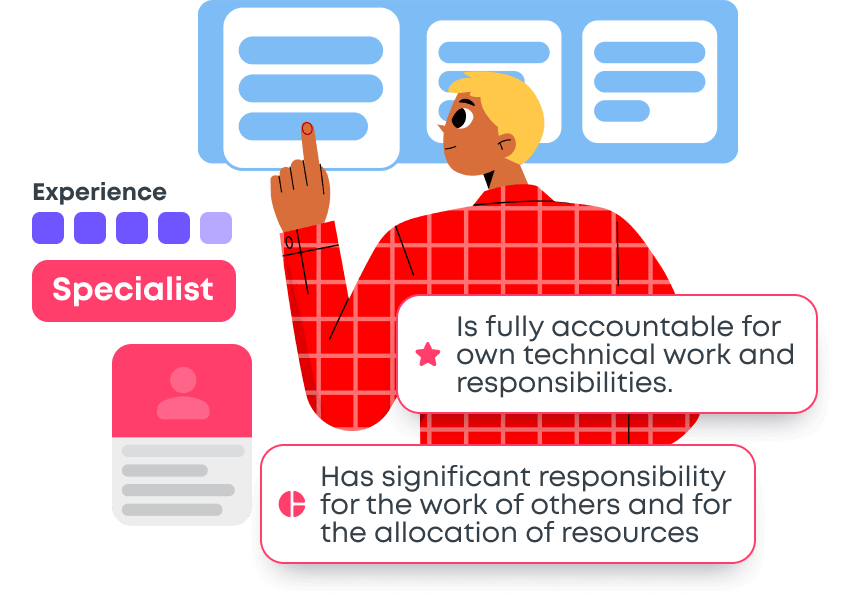 Experience
Specialist
Is fully accountable for
own technical work and
responsibilities.
Has significant responsibility
for the work of others and for
the allocation of resources